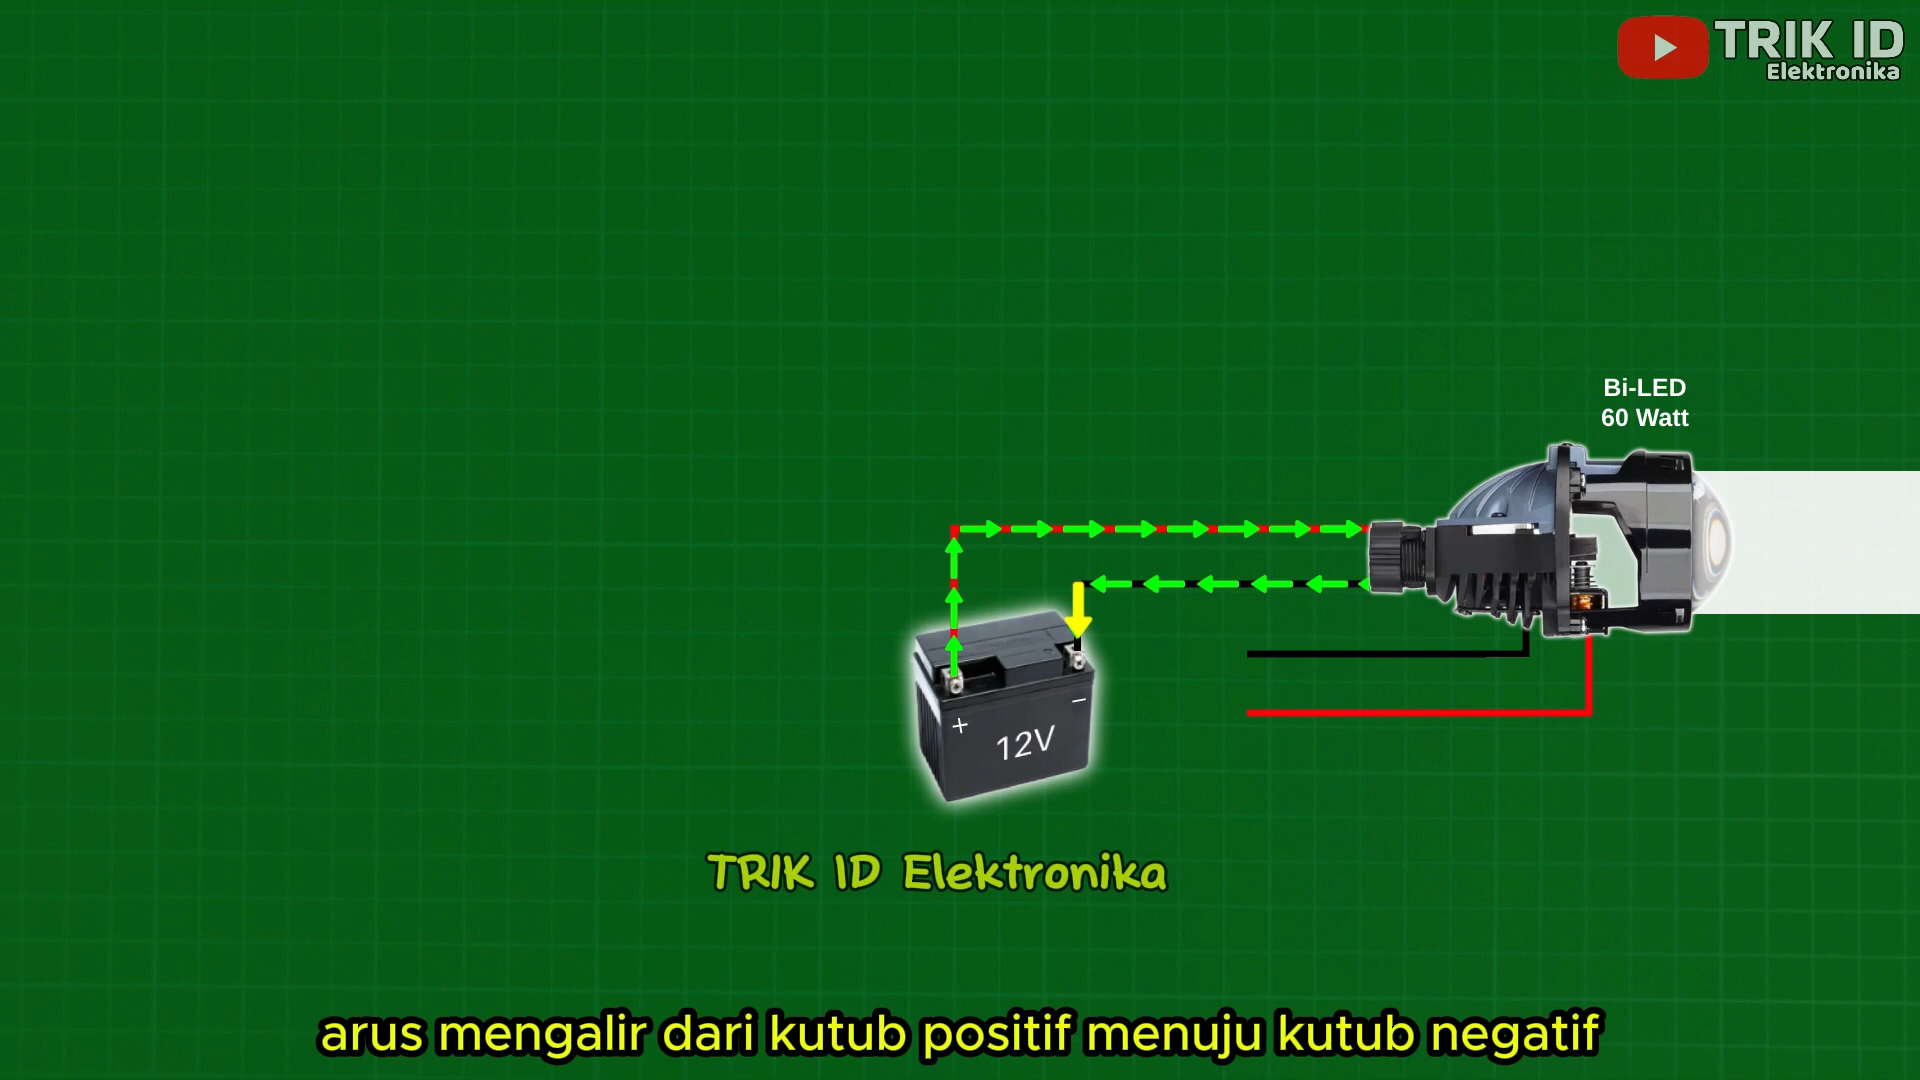 TRIK ID
Elektronika
Bi-LED
60 Watt
+
−
12V
TRIK ID Elektronika
arus mengalir dari kutub positif menuju kutub negatif